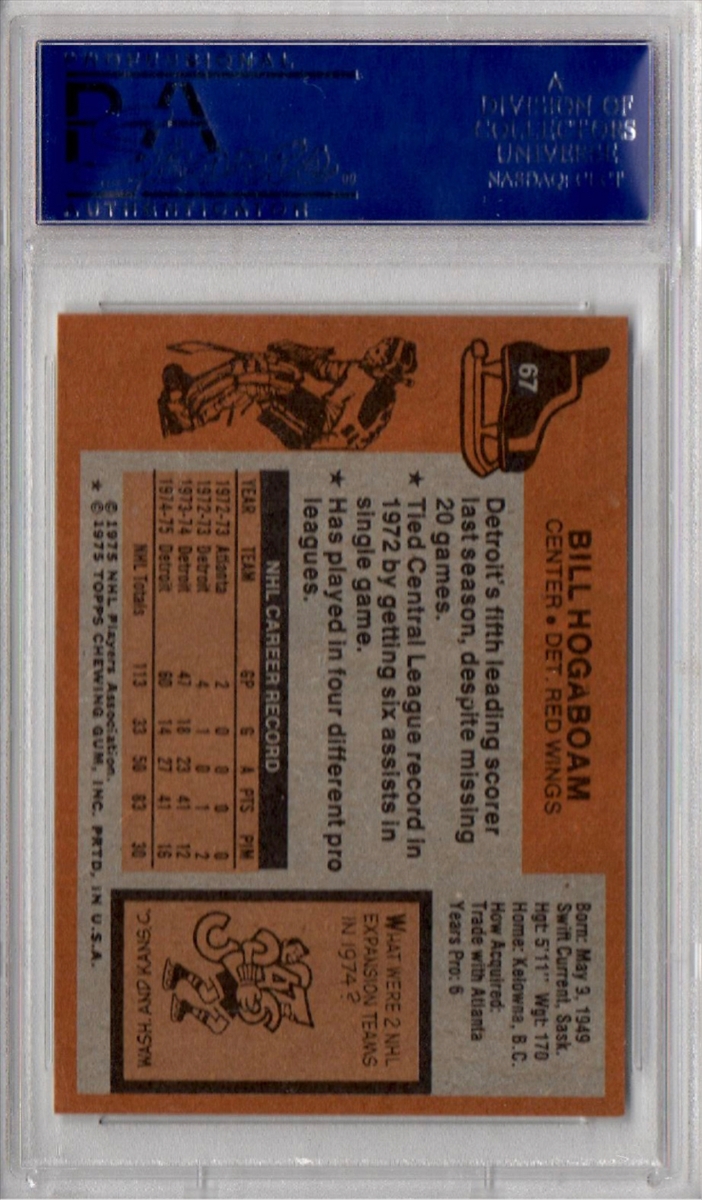 PROFESSIONAL
PSA
AUTHENTICATOR
A
DIVISION OF
COLLECTORS
UNIVERSE
NASDAQ: CLCT
67
BILL HOGABOAM
CENTER • DET. RED WINGS
Detroit's fifth leading scorer
last season, despite missing
20 games.
★ Tied Central League record in
1972 by getting six assists in
single game.
★ Has played in four different pro
leagues.
NHL CAREER RECORD
YEAR TEAM GP G A PTS PIM
1972-73 Atlanta 2 0 0 0 0
1972-73 Detroit 4 1 0 1 2
1973-74 Detroit 47 18 23 41 12
1974-75 Detroit 60 14 27 41 16
NHL Totals 113 33 50 83 30
© 1975 NHL Players Association.
★ © 1975 TOPPS CHEWING GUM, INC. PRTD. IN U.S.A.
Born: May 9, 1949
Swift Current, Sask.
Hgt: 5'11" Wgt: 170
Home: Kelowna, B.C.
How Acquired:
Trade with Atlanta
Years Pro: 6
WHAT WERE 2 NHL
EXPANSION TEAMS
IN 1974?
WASH. AND KANS. C.